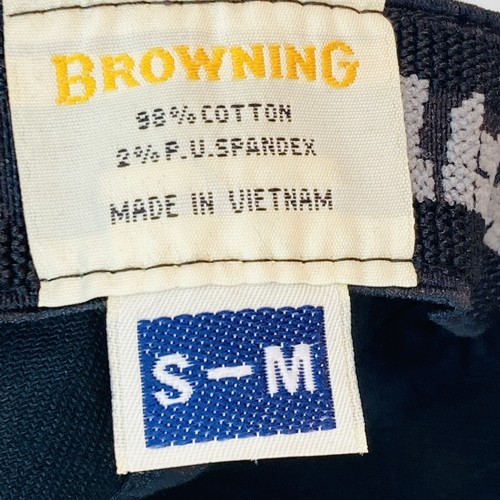 BROWNING
98% COTTON
2% P.U.SPANDEX
MADE IN VIETNAM
S-M